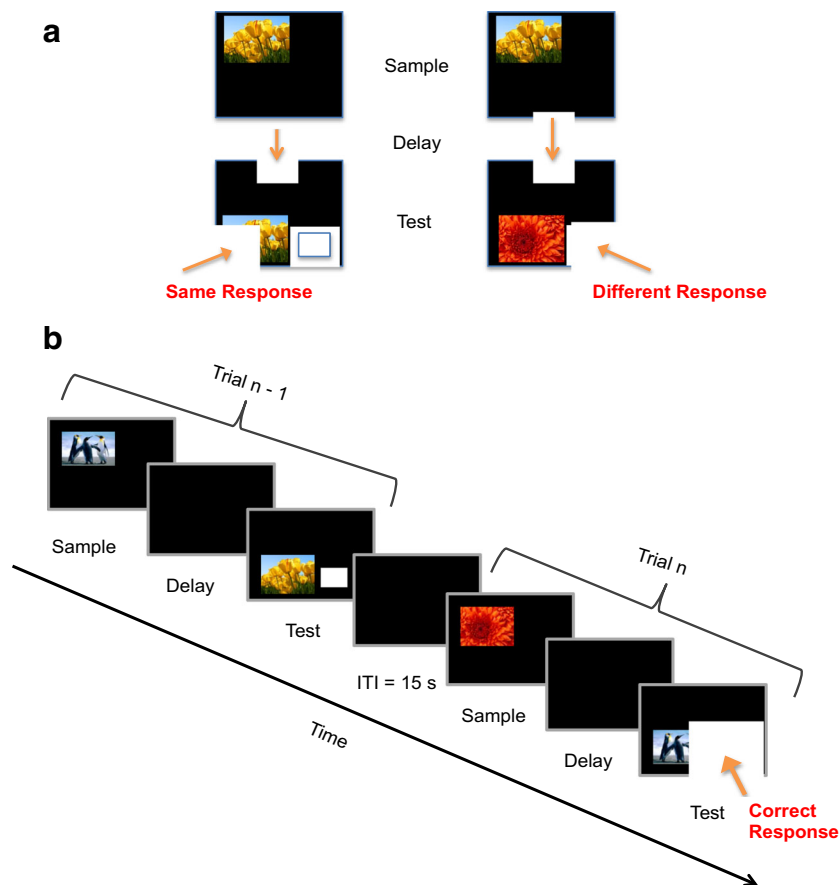 a
Sample
Delay
Test
Same Response
Different Response
b
Trial n - 1
Sample
Delay
Test
ITI = 15 s
Trial n
Sample
Delay
Test
Correct
Response
Time